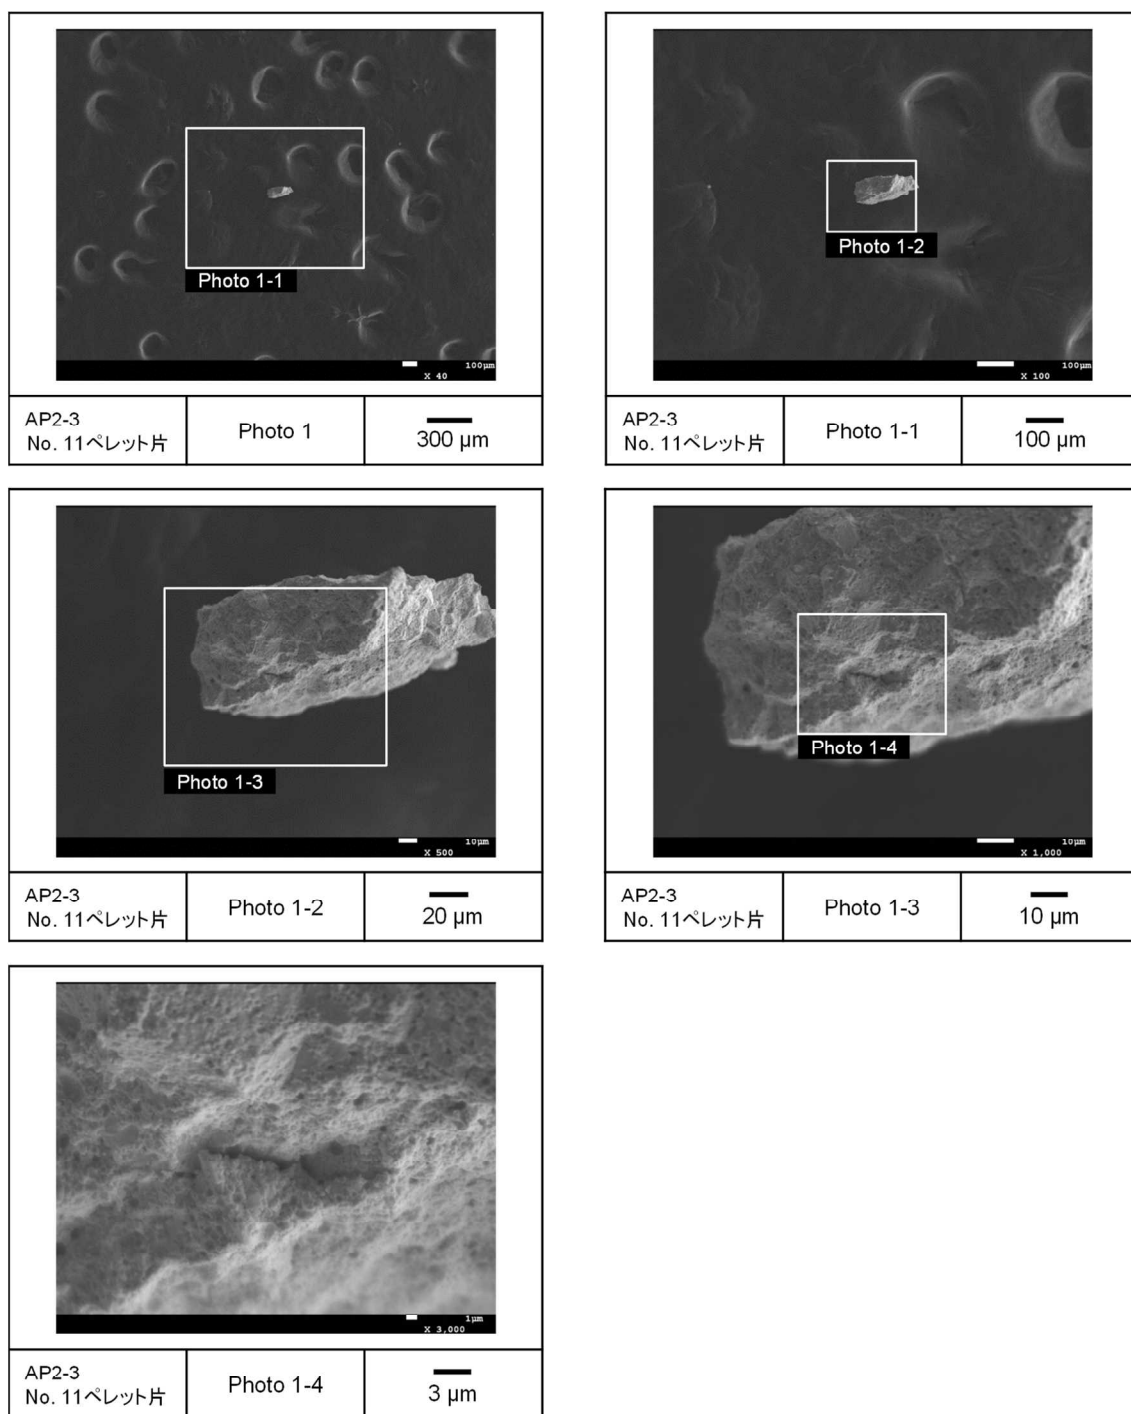 Photo 1-1
100μm
X 40
AP2-3
No. 11ペレット片
Photo 1
300 μm
Photo 1-2
100μm
X 100
AP2-3
No. 11ペレット片
Photo 1-1
100 μm
Photo 1-3
10μm
X 500
AP2-3
No. 11ペレット片
Photo 1-2
20 μm
Photo 1-4
10μm
X 1,000
AP2-3
No. 11ペレット片
Photo 1-3
10 μm
1μm
X 3,000
AP2-3
No. 11ペレット片
Photo 1-4
3 μm